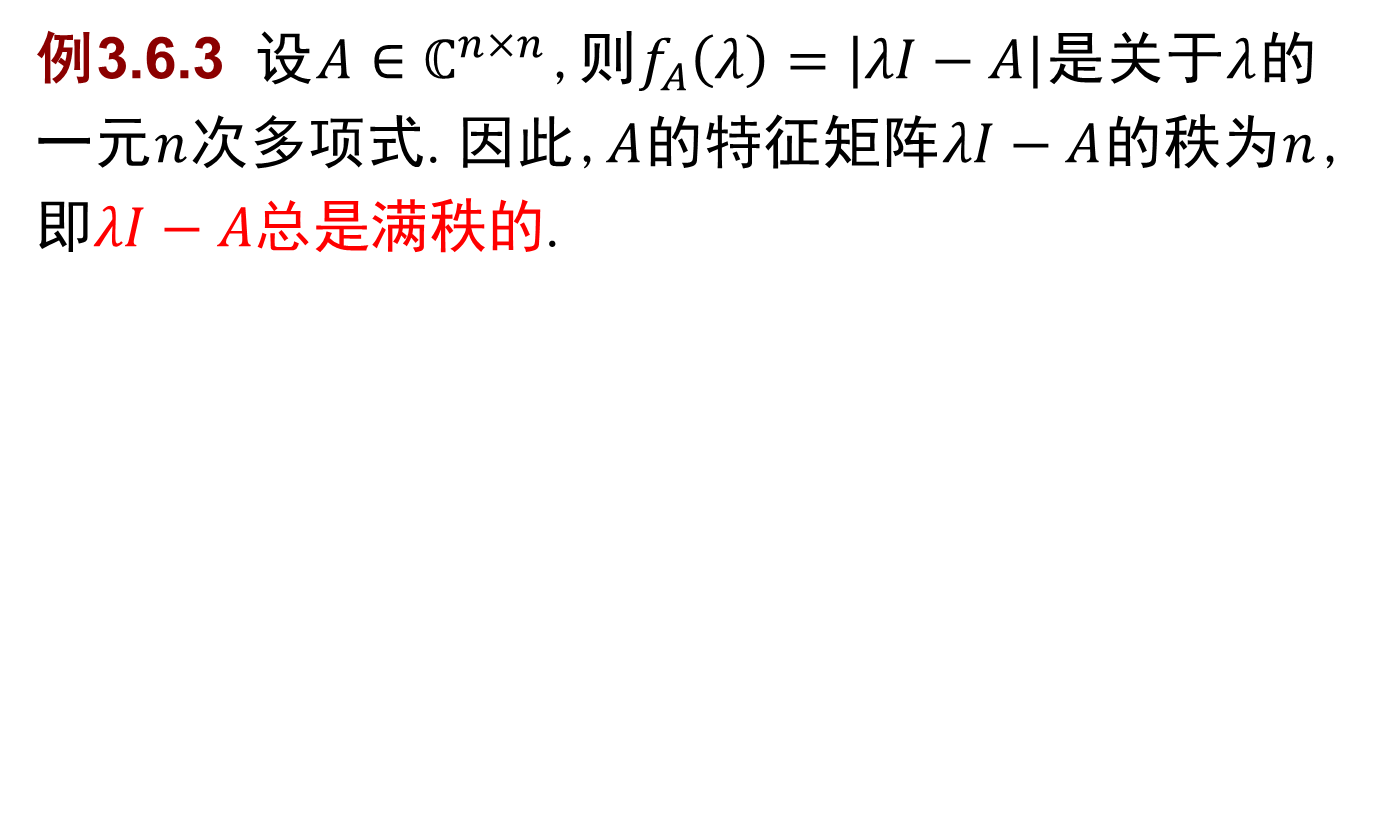 例3.6.3 设𝐴 ∈ ℂ^{𝑛×𝑛}, 则𝑓_𝐴(𝜆) = |𝜆𝐼 − 𝐴|是关于𝜆的
一元𝑛次多项式. 因此, 𝐴的特征矩阵𝜆𝐼 − 𝐴的秩为𝑛,
即𝜆𝐼 − 𝐴总是满秩的.